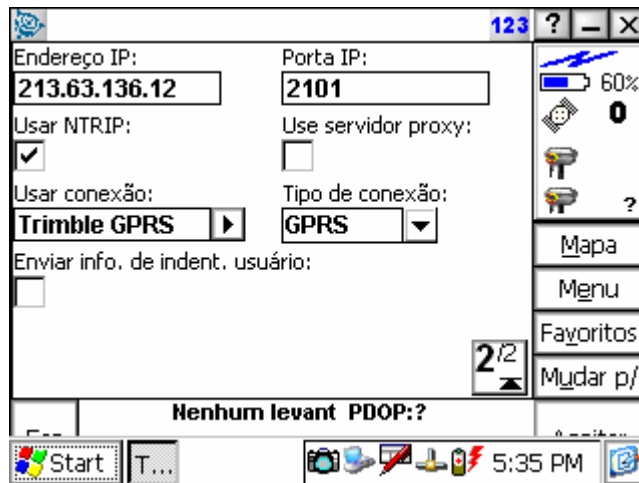 123 ?
Endereço IP: Porta IP:
213.63.136.12 2101
Usar NTRIP: Use servidor proxy:
Usar conexão: Tipo de conexão:
Trimble GPRS GPRS
Enviar info. de indent. usuário:
60%
0
?
Mapa
Menu
Favoritos
Mudar p/
2/2
Nenhum levant PDOP:?
Start T... 5:35 PM